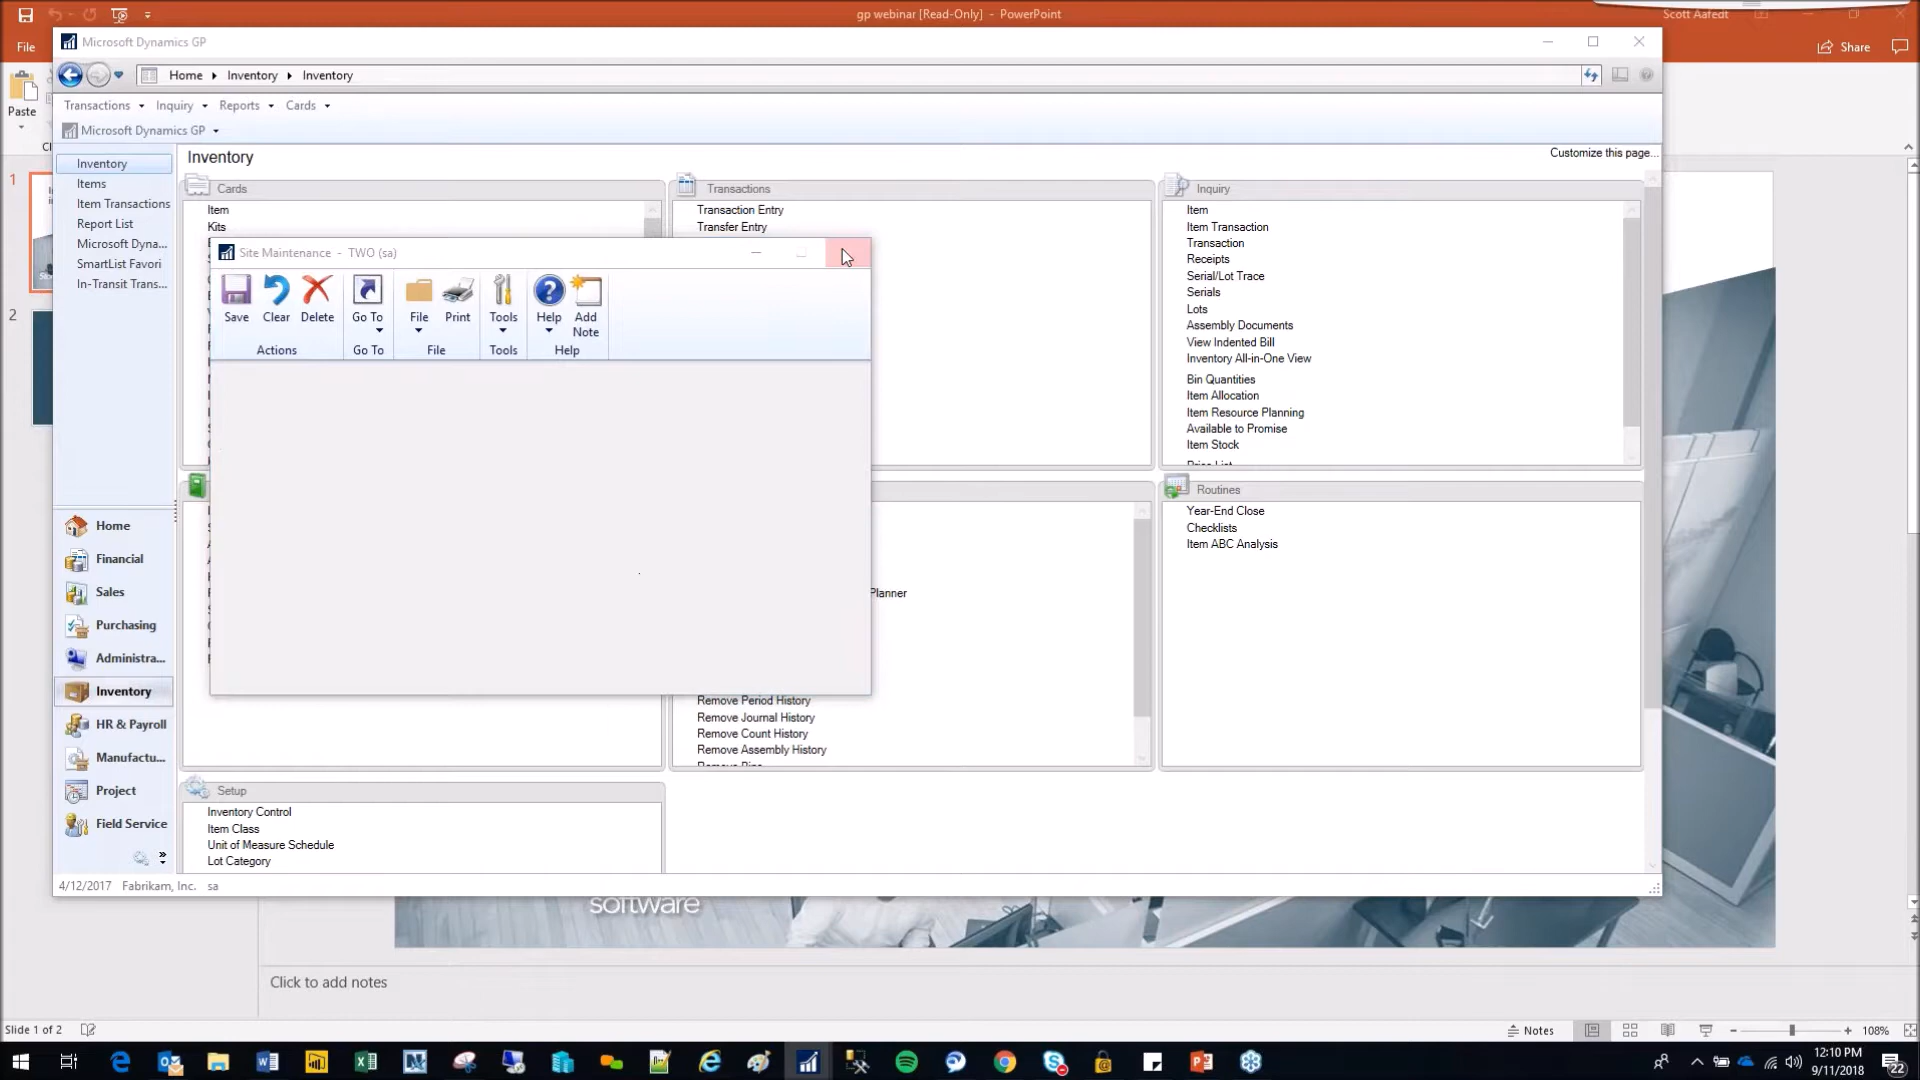 gp webinar [Read-Only] - PowerPoint
Scott Aafedt
File
Share
Paste
Microsoft Dynamics GP
Home Inventory Inventory
Transactions Inquiry Reports Cards
Microsoft Dynamics GP
Inventory
Items
Item Transactions
Report List
Microsoft Dyna...
SmartList Favori
In-Transit Trans...
Home
Financial
Sales
Purchasing
Administra...
Inventory
HR & Payroll
Manufactu...
Project
Field Service
Inventory
Customize this page...
Cards
Item
Kits
Transactions
Transaction Entry
Transfer Entry
Inquiry
Item
Item Transaction
Transaction
Receipts
Serial/Lot Trace
Serials
Lots
Assembly Documents
View Indented Bill
Inventory All-in-One View
Bin Quantities
Item Allocation
Item Resource Planning
Available to Promise
Item Stock
Price List
Site Maintenance - TWO (sa)
Save
Clear
Delete
Go To
File
Print
Tools
Help
Add Note
Actions
Go To
File
Tools
Help
Planner
Remove Period History
Remove Journal History
Remove Count History
Remove Assembly History
Remove Bins
Routines
Year-End Close
Checklists
Item ABC Analysis
Setup
Inventory Control
Item Class
Unit of Measure Schedule
Lot Category
4/12/2017 Fabrikam, Inc. sa
software
1
2
Click to add notes
Slide 1 of 2
Notes
108%
12:10 PM
9/11/2018
22